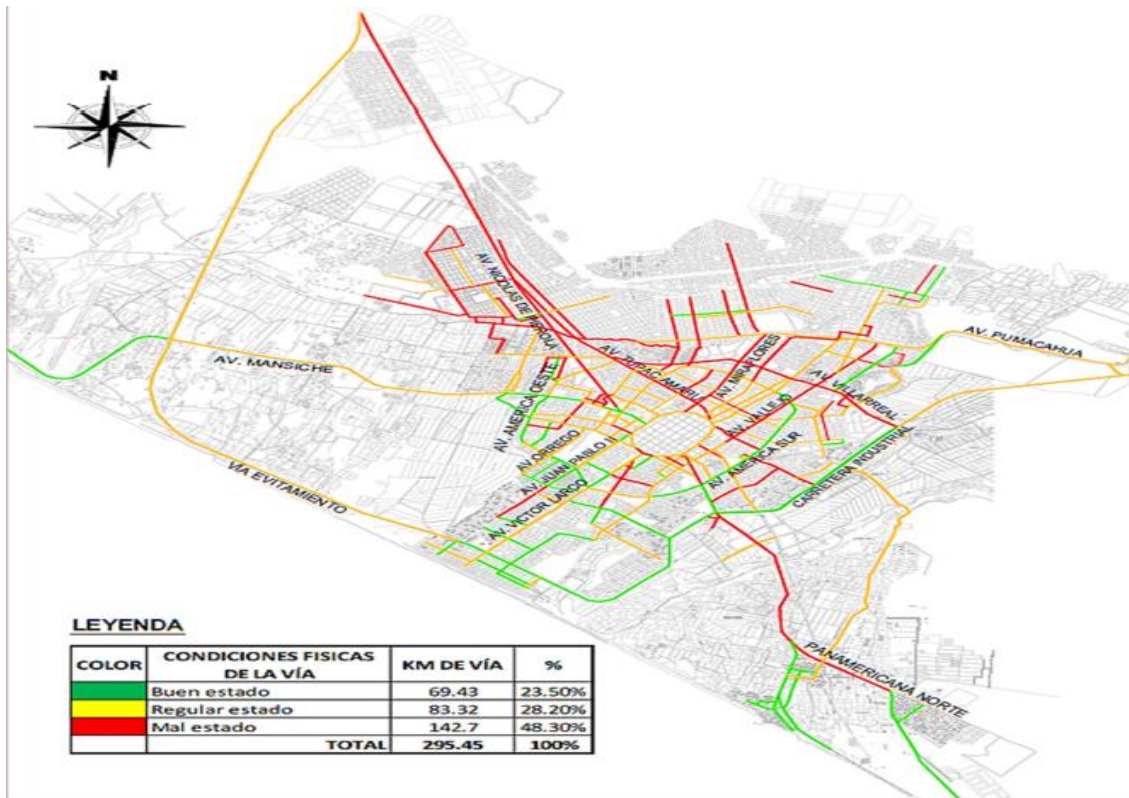 N
AV. NICOLAS DE PIEROLA
AV. PUMACAHUA
AV. MANSICHE
AV. TUPAC AMARU
AV. MIRAFLORES
AV. AMERICA OESTE
AV. VILLARREAL
AV. VALLEJO
AV. ORREGO
AV. JUAN PABLO II
AV. AMERICA SUR
CARRETERA INDUSTRIAL
AV. VICTOR LARCO
VIA EVITAMIENTO
PANAMERICANA NORTE
LEYENDA
COLOR CONDICIONES FISICAS DE LA VÍA KM DE VÍA %
Buen estado 69.43 23.50%
Regular estado 83.32 28.20%
Mal estado 142.7 48.30%
TOTAL 295.45 100%